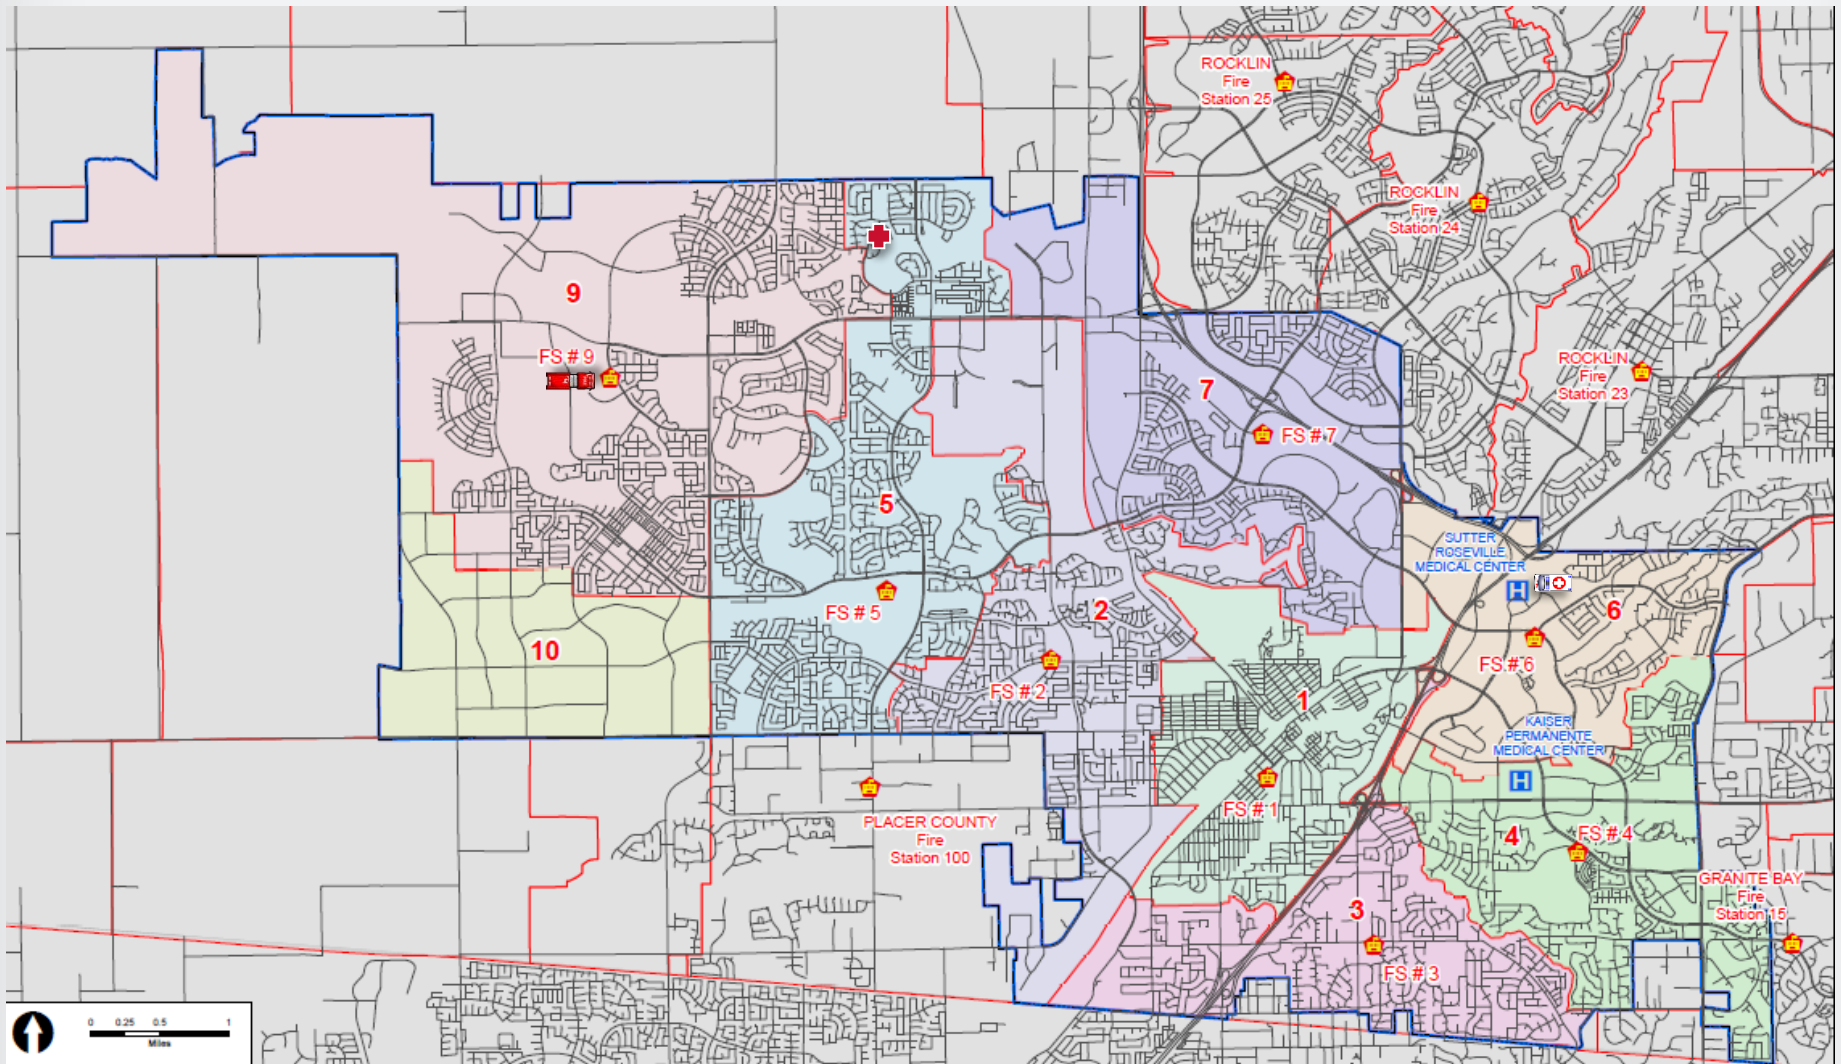 ROCKLIN
Fire
Station 25
ROCKLIN
Fire
Station 24
9
FS # 9
ROCKLIN
Fire
Station 23
7
FS # 7
5
SUTTER
ROSEVILLE
MEDICAL CENTER
H
FS # 5
2
6
10
FS # 6
FS # 2
1
KAISER
PERMANENTE
MEDICAL CENTER
H
FS # 1
PLACER COUNTY
Fire
Station 100
4
FS # 4
GRANITE BAY
Fire
Station 15
3
FS # 3
0 0.25 0.5 1
Miles